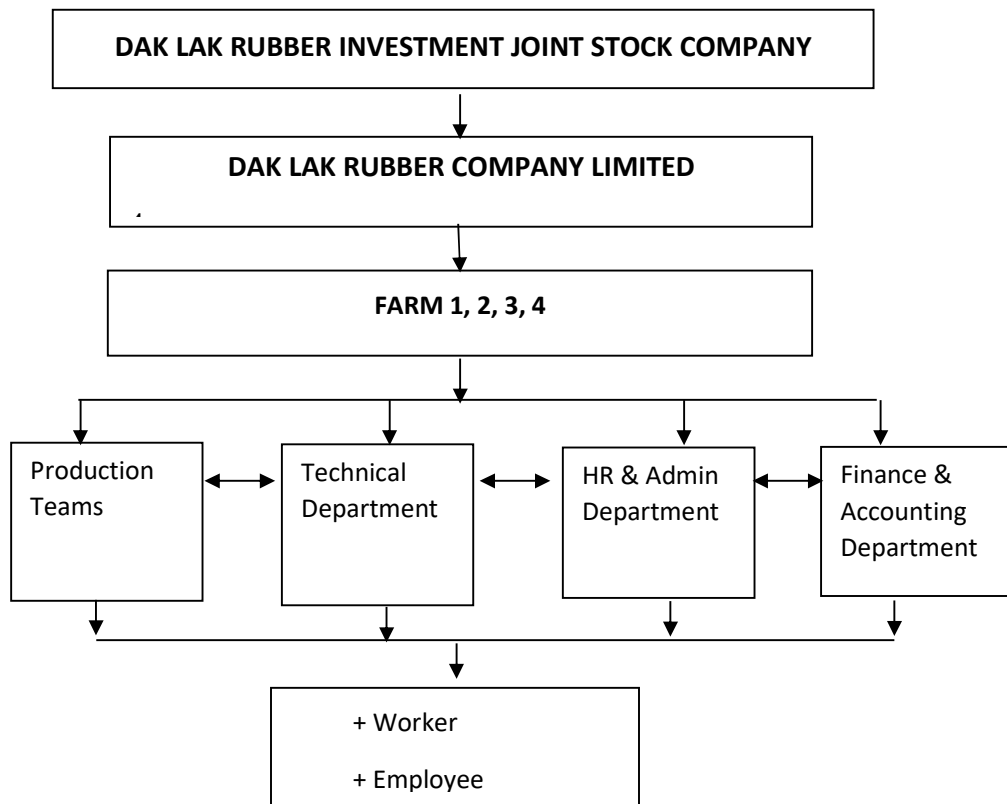 DAK LAK RUBBER INVESTMENT JOINT STOCK COMPANY
DAK LAK RUBBER COMPANY LIMITED
FARM 1, 2, 3, 4
Production
Teams
Technical
Department
HR & Admin
Department
Finance &
Accounting
Department
+ Worker
+ Employee